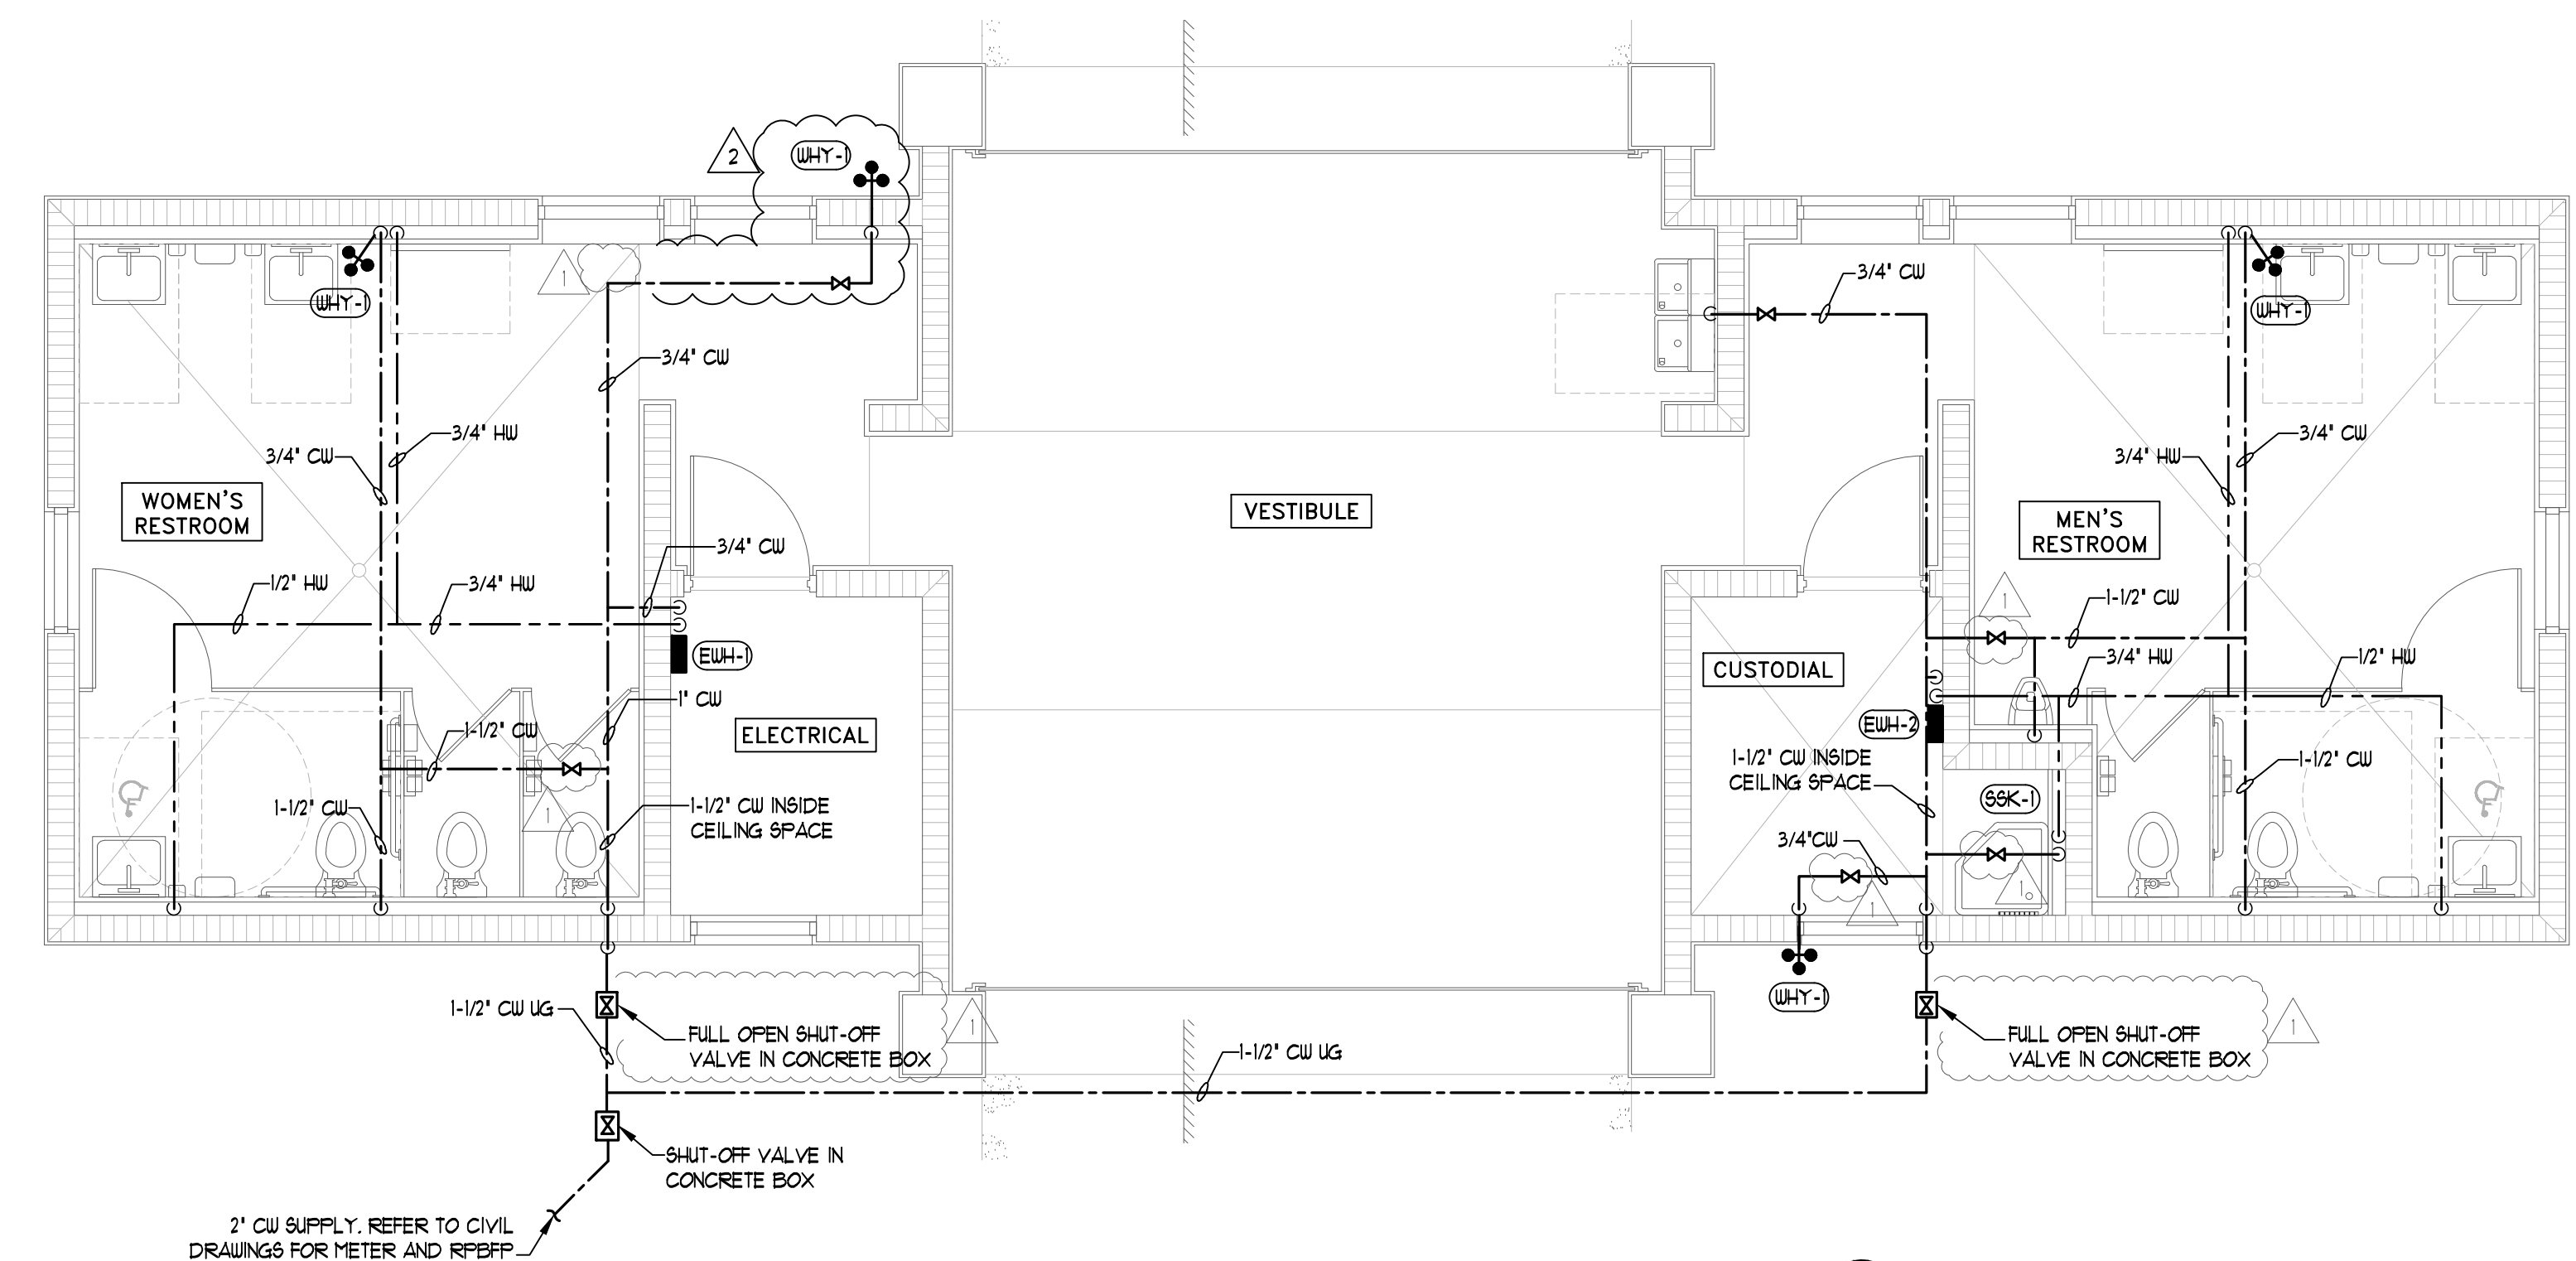 2
WHY-1
1
WHY-1
3/4" CW
3/4" HW
3/4" CW
WOMEN'S
RESTROOM
3/4" CW
1/2" HW
3/4" HW
EWH-1
1" CW
ELECTRICAL
1-1/2" CW
1-1/2" CW
1
1-1/2" CW INSIDE
CEILING SPACE
VESTIBULE
3/4" CW
WHY-1
3/4" HW
3/4" CW
MEN'S
RESTROOM
1
1-1/2" CW
3/4" HW
1/2" HW
CUSTODIAL
EWH-2
1-1/2" CW INSIDE
CEILING SPACE
SSK-1
1-1/2" CW
3/4"CW
1
1
WHY-1
1-1/2" CW UG
FULL OPEN SHUT-OFF
VALVE IN CONCRETE BOX
1
1-1/2" CW UG
FULL OPEN SHUT-OFF
VALVE IN CONCRETE BOX
1
SHUT-OFF VALVE IN
CONCRETE BOX
2" CW SUPPLY. REFER TO CIVIL
DRAWINGS FOR METER AND RPBFP